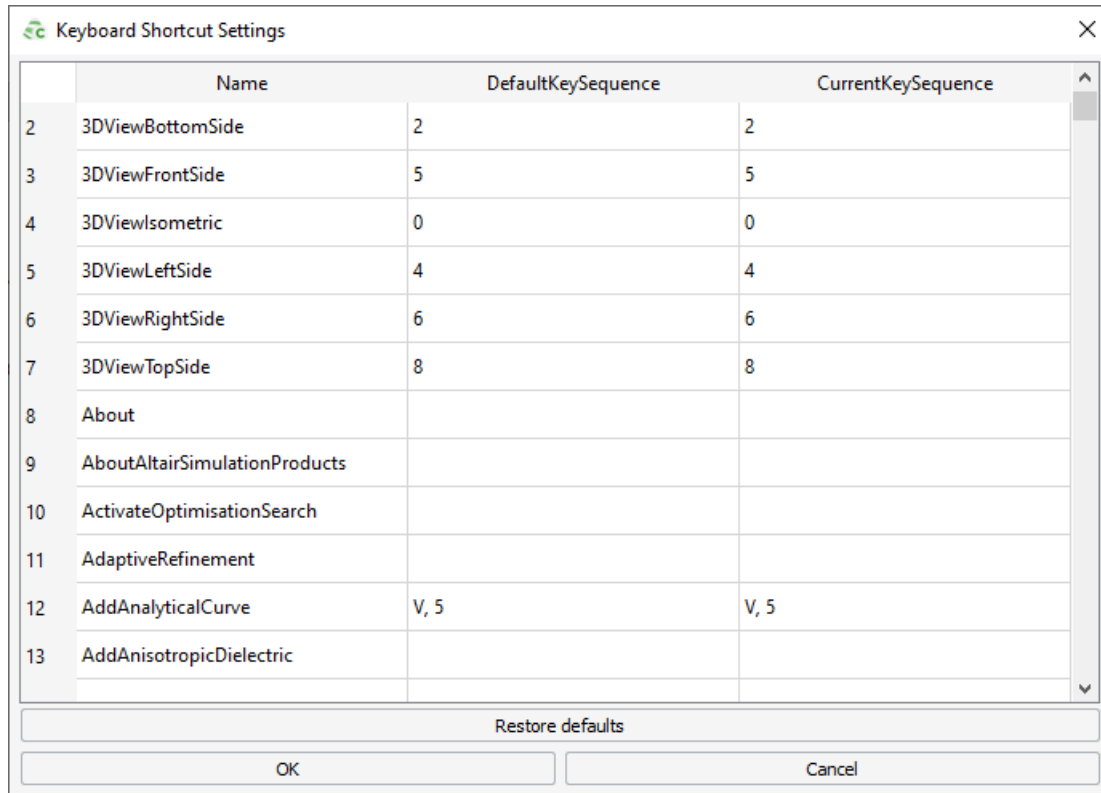 Keyboard Shortcut Settings
Name DefaultKeySequence CurrentKeySequence
2 3DViewBottomSide 2 2
3 3DViewFrontSide 5 5
4 3DViewIsometric 0 0
5 3DViewLeftSide 4 4
6 3DViewRightSide 6 6
7 3DViewTopSide 8 8
8 About
9 AboutAltairSimulationProducts
10 ActivateOptimisationSearch
11 AdaptiveRefinement
12 AddAnalyticalCurve V, 5 V, 5
13 AddAnisotropicDielectric
Restore defaults
OK Cancel